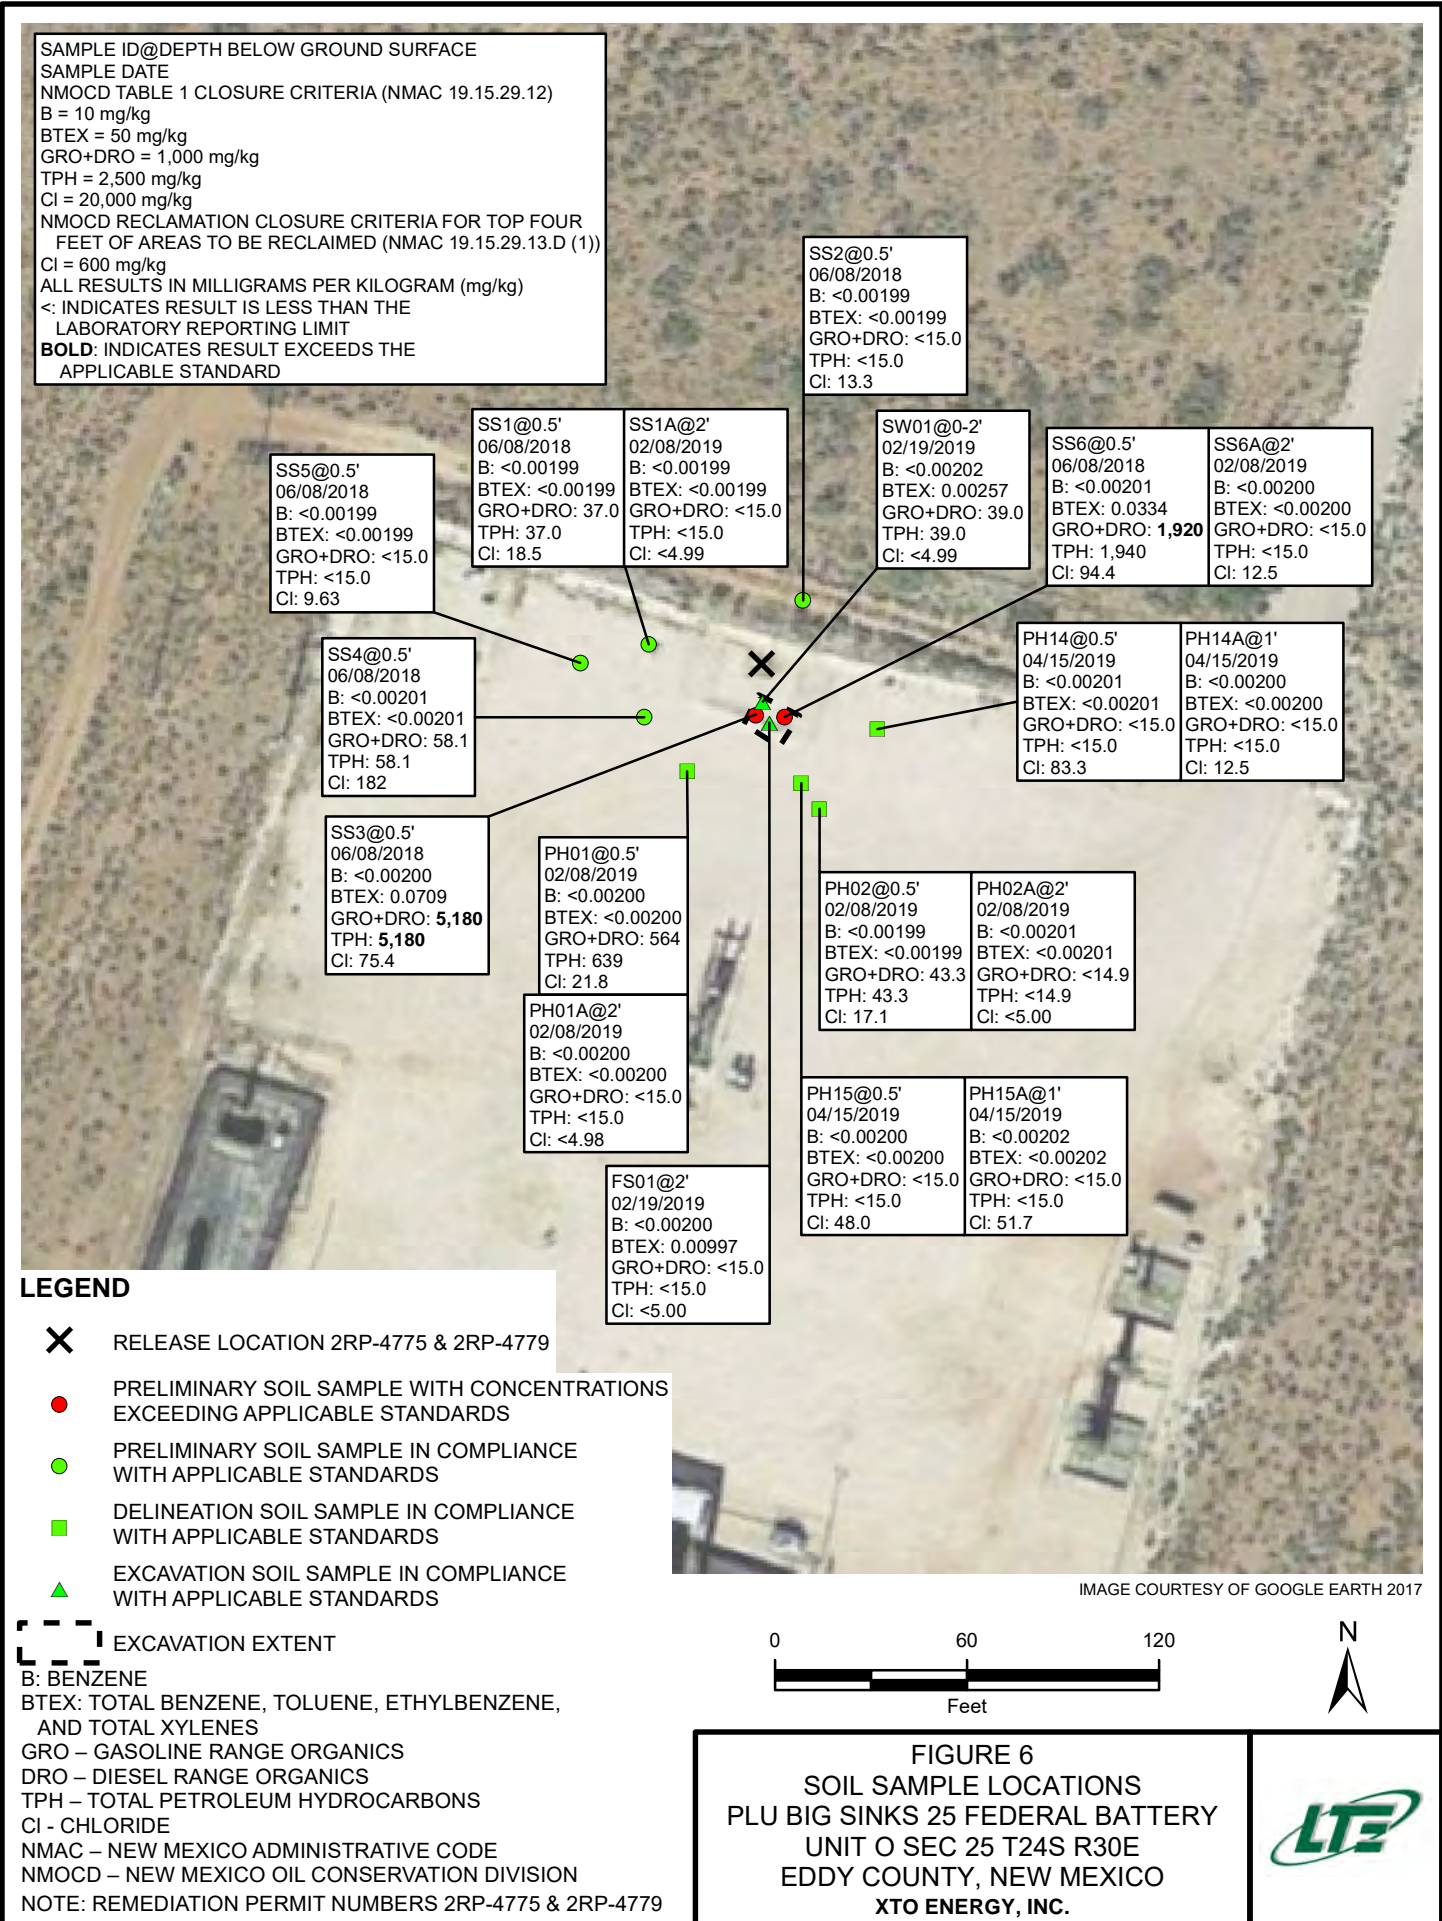 SAMPLE ID@DEPTH BELOW GROUND SURFACE
SAMPLE DATE
NMOCD TABLE 1 CLOSURE CRITERIA (NMAC 19.15.29.12)
B = 10 mg/kg
BTEX = 50 mg/kg
GRO+DRO = 1,000 mg/kg
TPH = 2,500 mg/kg
Cl = 20,000 mg/kg
NMOCD RECLAMATION CLOSURE CRITERIA FOR TOP FOUR
FEET OF AREAS TO BE RECLAIMED (NMAC 19.15.29.13.D (1))
Cl = 600 mg/kg
ALL RESULTS IN MILLIGRAMS PER KILOGRAM (mg/kg)
<: INDICATES RESULT IS LESS THAN THE
LABORATORY REPORTING LIMIT
BOLD: INDICATES RESULT EXCEEDS THE
APPLICABLE STANDARD
SS2@0.5'
06/08/2018
B: <0.00199
BTEX: <0.00199
GRO+DRO: <15.0
TPH: <15.0
Cl: 13.3
SS1@0.5'
06/08/2018
B: <0.00199
BTEX: <0.00199
GRO+DRO: 37.0
TPH: 37.0
Cl: 18.5
SS1A@2'
02/08/2019
B: <0.00199
BTEX: <0.00199
GRO+DRO: <15.0
TPH: <15.0
Cl: <4.99
SW01@0-2'
02/19/2019
B: <0.00202
BTEX: 0.00257
GRO+DRO: 39.0
TPH: 39.0
Cl: <4.99
SS6@0.5'
06/08/2018
B: <0.00201
BTEX: 0.0334
GRO+DRO: 1,920
TPH: 1,940
Cl: 94.4
SS6A@2'
02/08/2019
B: <0.00200
BTEX: <0.00200
GRO+DRO: <15.0
TPH: <15.0
Cl: 12.5
SS5@0.5'
06/08/2018
B: <0.00199
BTEX: <0.00199
GRO+DRO: <15.0
TPH: <15.0
Cl: 9.63
SS4@0.5'
06/08/2018
B: <0.00201
BTEX: <0.00201
GRO+DRO: 58.1
TPH: 58.1
Cl: 182
PH14@0.5'
04/15/2019
B: <0.00201
BTEX: <0.00201
GRO+DRO: <15.0
TPH: <15.0
Cl: 83.3
PH14A@1'
04/15/2019
B: <0.00200
BTEX: <0.00200
GRO+DRO: <15.0
TPH: <15.0
Cl: 12.5
SS3@0.5'
06/08/2018
B: <0.00200
BTEX: 0.0709
GRO+DRO: 5,180
TPH: 5,180
Cl: 75.4
PH01@0.5'
02/08/2019
B: <0.00200
BTEX: <0.00200
GRO+DRO: 564
TPH: 639
Cl: 21.8
PH01A@2'
02/08/2019
B: <0.00200
BTEX: <0.00200
GRO+DRO: <15.0
TPH: <15.0
Cl: <4.98
PH02@0.5'
02/08/2019
B: <0.00199
BTEX: <0.00199
GRO+DRO: 43.3
TPH: 43.3
Cl: 17.1
PH02A@2'
02/08/2019
B: <0.00201
BTEX: <0.00201
GRO+DRO: <14.9
TPH: <14.9
Cl: <5.00
PH15@0.5'
04/15/2019
B: <0.00200
BTEX: <0.00200
GRO+DRO: <15.0
TPH: <15.0
Cl: 48.0
PH15A@1'
04/15/2019
B: <0.00202
BTEX: <0.00202
GRO+DRO: <15.0
TPH: <15.0
Cl: 51.7
FS01@2'
02/19/2019
B: <0.00200
BTEX: 0.00997
GRO+DRO: <15.0
TPH: <15.0
Cl: <5.00
LEGEND
RELEASE LOCATION 2RP-4775 & 2RP-4779
PRELIMINARY SOIL SAMPLE WITH CONCENTRATIONS
EXCEEDING APPLICABLE STANDARDS
PRELIMINARY SOIL SAMPLE IN COMPLIANCE
WITH APPLICABLE STANDARDS
DELINEATION SOIL SAMPLE IN COMPLIANCE
WITH APPLICABLE STANDARDS
EXCAVATION SOIL SAMPLE IN COMPLIANCE
WITH APPLICABLE STANDARDS
EXCAVATION EXTENT
B: BENZENE
BTEX: TOTAL BENZENE, TOLUENE, ETHYLBENZENE,
AND TOTAL XYLENES
GRO – GASOLINE RANGE ORGANICS
DRO – DIESEL RANGE ORGANICS
TPH – TOTAL PETROLEUM HYDROCARBONS
Cl - CHLORIDE
NMAC – NEW MEXICO ADMINISTRATIVE CODE
NMOCD – NEW MEXICO OIL CONSERVATION DIVISION
NOTE: REMEDIATION PERMIT NUMBERS 2RP-4775 & 2RP-4779
IMAGE COURTESY OF GOOGLE EARTH 2017
0 60 120
Feet
N
FIGURE 6
SOIL SAMPLE LOCATIONS
PLU BIG SINKS 25 FEDERAL BATTERY
UNIT O SEC 25 T24S R30E
EDDY COUNTY, NEW MEXICO
XTO ENERGY, INC.
LTE